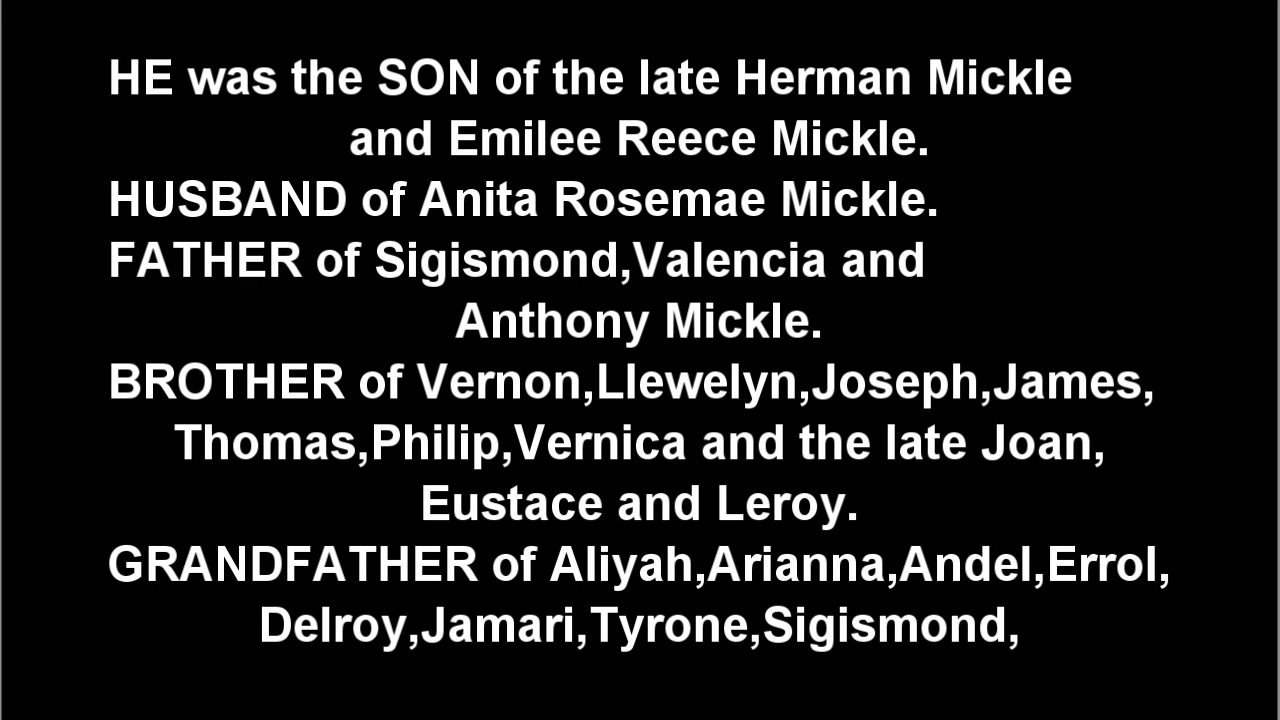 HE was the SON of the late Herman Mickle
and Emilee Reece Mickle.
HUSBAND of Anita Rosemae Mickle.
FATHER of Sigismond,Valencia and
Anthony Mickle.
BROTHER of Vernon,Llewelyn,Joseph,James,
Thomas,Philip,Vernica and the late Joan,
Eustace and Leroy.
GRANDFATHER of Aliyah,Arianna,Andel,Errol,
Delroy,Jamari,Tyrone,Sigismond,